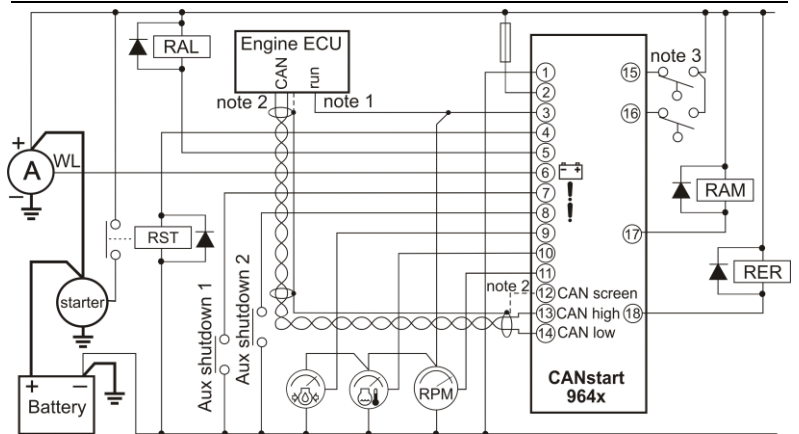 RAL
Engine ECU
CAN
run
note 2
note 1
note 3
1
2
3
4
5
6
7
8
9
10
11
12 CAN screen
13 CAN high
14 CAN low
15
16
17
18
note 2
+
A
WL
−
RST
starter
Aux shutdown 1
Aux shutdown 2
RAM
RER
RPM
+ −
Battery
CANstart
964x